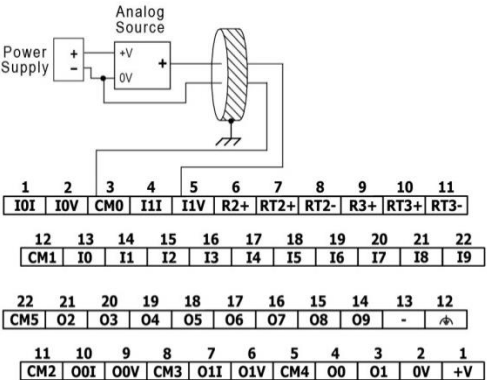 Analog
Source
Power
Supply
+ +V +
- 0V
1 2 3 4 5 6 7 8 9 10 11
I0I I0V CM0 I1I I1V R2+ RT2+ RT2- R3+ RT3+ RT3-
12 13 14 15 16 17 18 19 20 21 22
CM1 I0 I1 I2 I3 I4 I5 I6 I7 I8 I9
22 21 20 19 18 17 16 15 14 13 12
CM5 O2 O3 O4 O5 O6 O7 O8 O9 -
11 10 9 8 7 6 5 4 3 2 1
CM2 O0I O0V CM3 O1I O1V CM4 O0 O1 0V +V